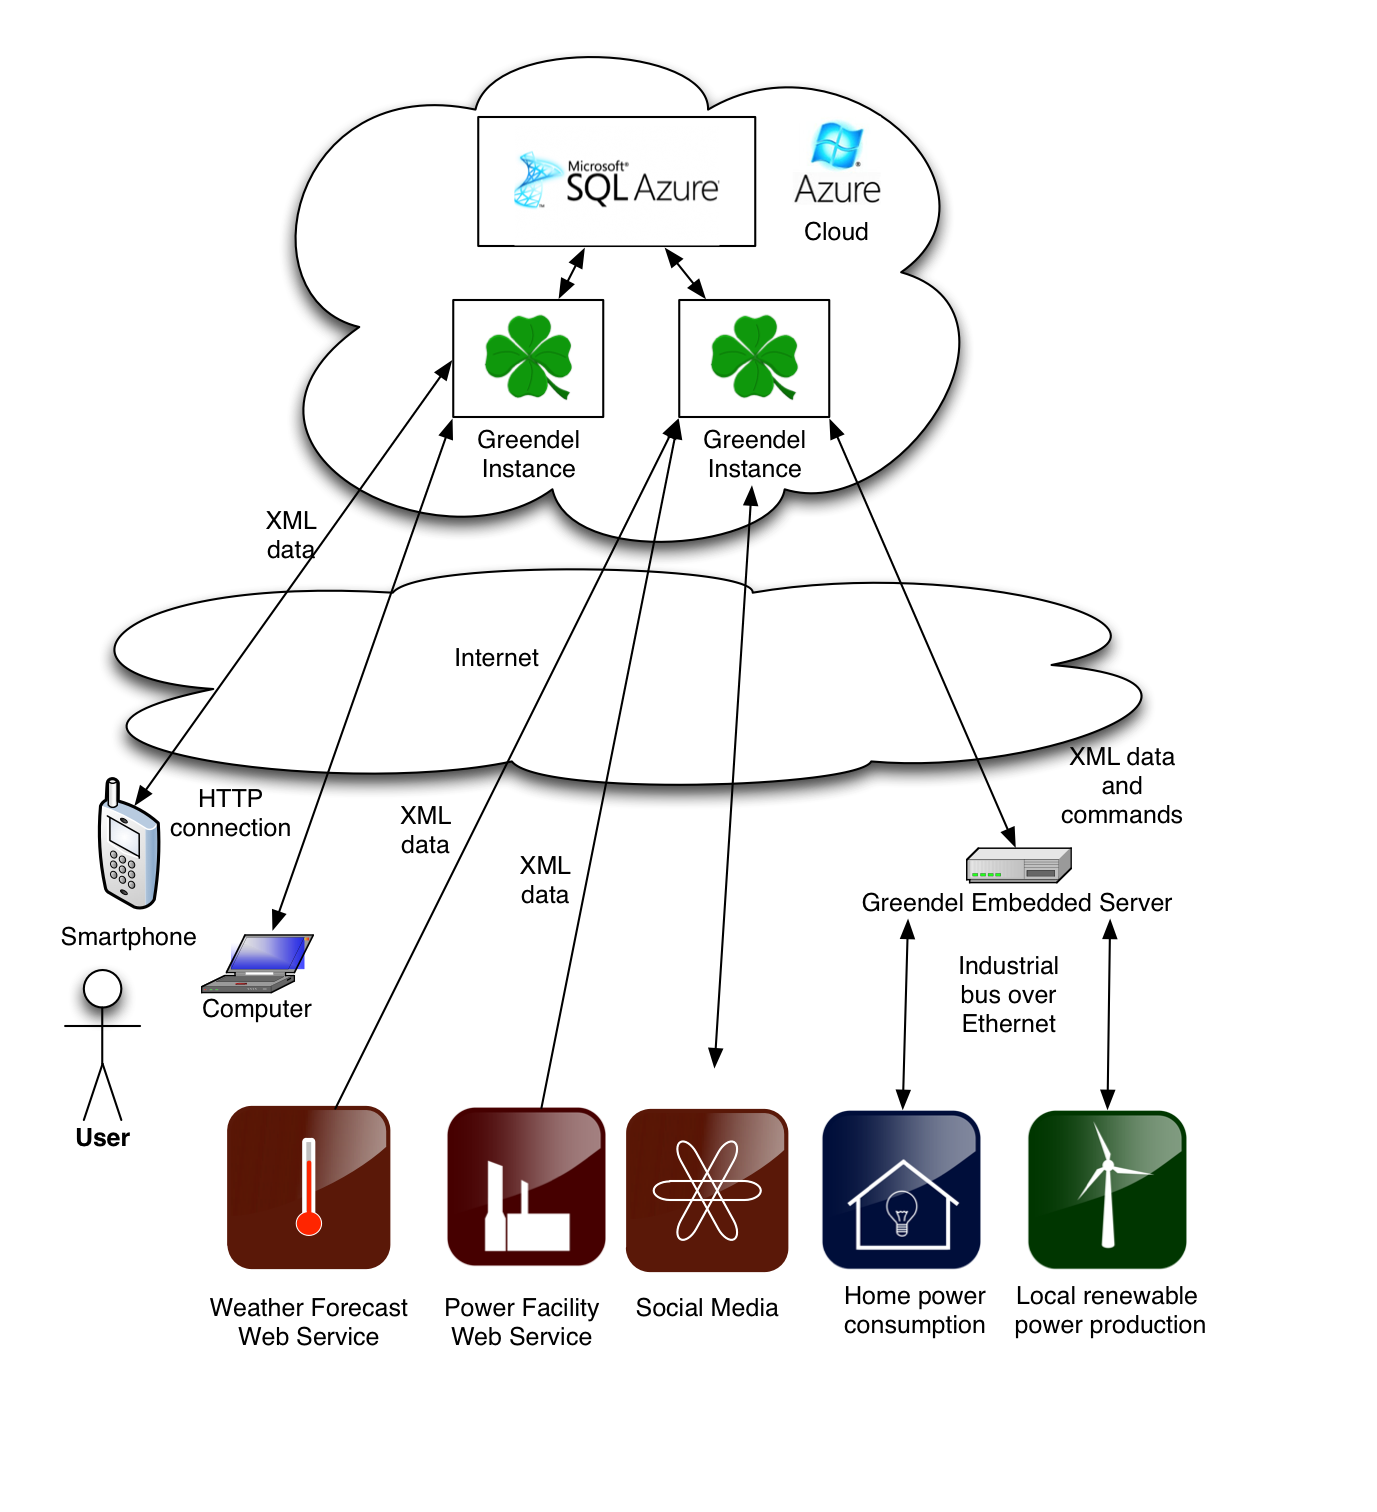 Microsoft®
SQL Azure
Azure
Cloud
Greendel
Instance
Greendel
Instance
XML
data
Internet
XML data
and
commands
HTTP
connection
XML
data
XML
data
Smartphone
Greendel Embedded Server
Computer
Industrial
bus over
Ethernet
User
Weather Forecast
Web Service
Power Facility
Web Service
Social Media
Home power
consumption
Local renewable
power production